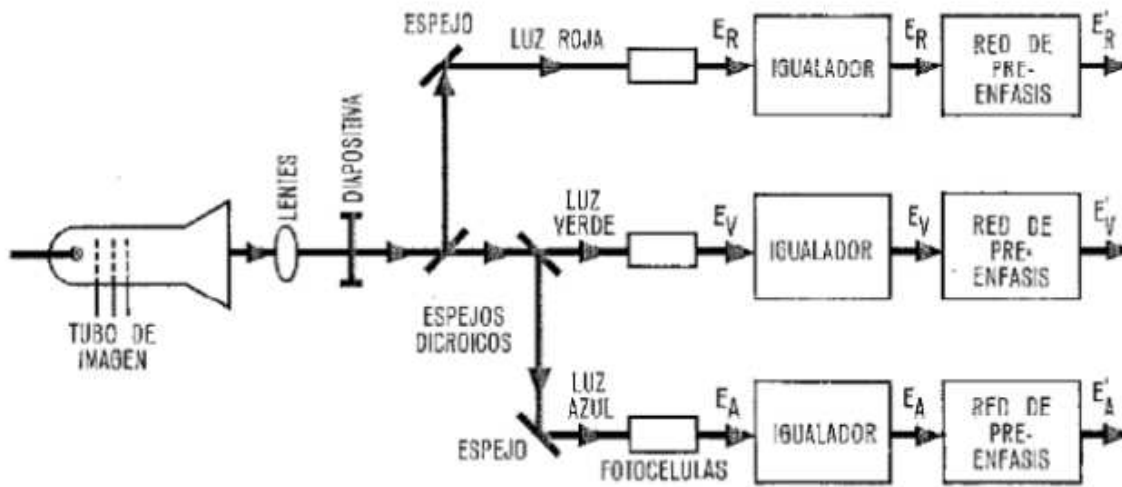 ESPEJO
LUZ ROJA
E_R
IGUALADOR
E_R
RED DE
PRE-
ENFASIS
E'_R
LENTES
DIAPOSITIVA
LUZ
VERDE
E_V
IGUALADOR
E_V
RED DE
PRE-
ENFASIS
E'_V
TUBO DE
IMAGEN
ESPEJOS
DICROICOS
LUZ
AZUL
ESPEJO
FOTOCELULAS
E_A
IGUALADOR
E_A
RED DE
PRE-
ENFASIS
E'_A